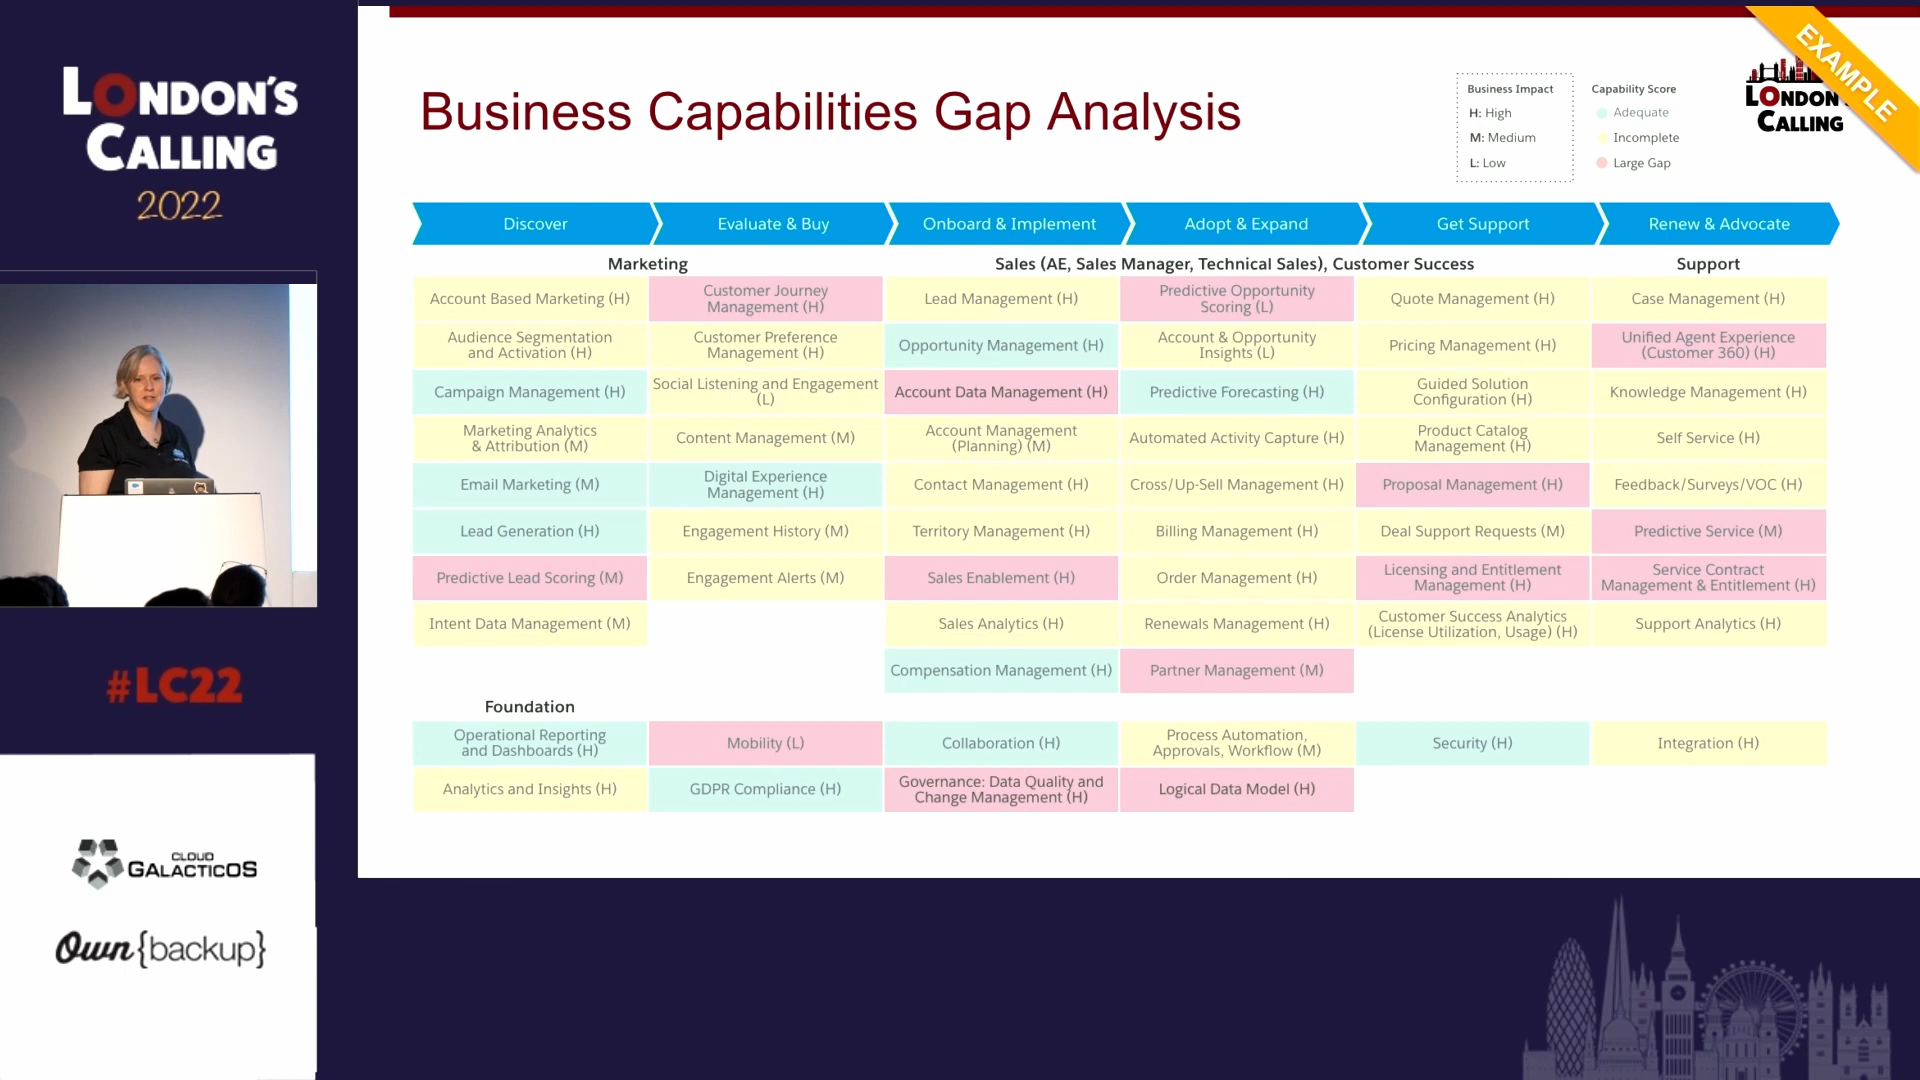 LONDON'S
CALLING
2022
#LC22
CLOUD
GALACTICOS
Own{backup}
Business Capabilities Gap Analysis
Business Impact
H: High
M: Medium
L: Low
Capability Score
Adequate
Incomplete
Large Gap
EXAMPLE
LONDON
CALLING
Discover
Evaluate & Buy
Onboard & Implement
Adopt & Expand
Get Support
Renew & Advocate
Marketing
Sales (AE, Sales Manager, Technical Sales), Customer Success
Support
Account Based Marketing (H)
Customer Journey
Management (H)
Lead Management (H)
Predictive Opportunity
Scoring (L)
Quote Management (H)
Case Management (H)
Audience Segmentation
and Activation (H)
Customer Preference
Management (H)
Opportunity Management (H)
Account & Opportunity
Insights (L)
Pricing Management (H)
Unified Agent Experience
(Customer 360) (H)
Campaign Management (H)
Social Listening and Engagement
(L)
Account Data Management (H)
Predictive Forecasting (H)
Guided Solution
Configuration (H)
Knowledge Management (H)
Marketing Analytics
& Attribution (M)
Content Management (M)
Account Management
(Planning) (M)
Automated Activity Capture (H)
Product Catalog
Management (H)
Self Service (H)
Email Marketing (M)
Digital Experience
Management (H)
Contact Management (H)
Cross/Up-Sell Management (H)
Proposal Management (H)
Feedback/Surveys/VOC (H)
Lead Generation (H)
Engagement History (M)
Territory Management (H)
Billing Management (H)
Deal Support Requests (M)
Predictive Service (M)
Predictive Lead Scoring (M)
Engagement Alerts (M)
Sales Enablement (H)
Order Management (H)
Licensing and Entitlement
Management (H)
Service Contract
Management & Entitlement (H)
Intent Data Management (M)
Sales Analytics (H)
Renewals Management (H)
Customer Success Analytics
(License Utilization, Usage) (H)
Support Analytics (H)
Compensation Management (H)
Partner Management (M)
Foundation
Operational Reporting
and Dashboards (H)
Mobility (L)
Collaboration (H)
Process Automation,
Approvals, Workflow (M)
Security (H)
Integration (H)
Analytics and Insights (H)
GDPR Compliance (H)
Governance: Data Quality and
Change Management (H)
Logical Data Model (H)